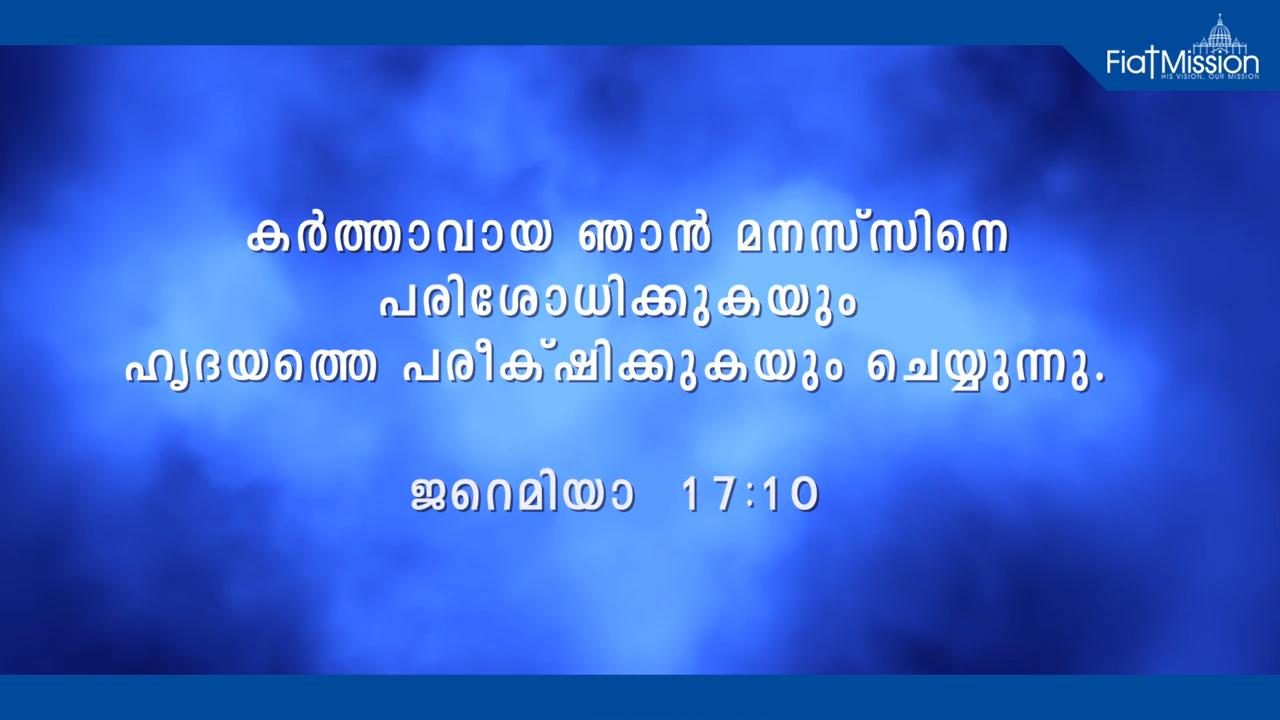 Fiat Mission
HIS VISION, OUR MISSION
കർത്താവായ ഞാൻ മനസ്‌സിനെ
പരിശോധിക്കുകയും
ഹൃദയത്തെ പരീക്‌ഷിക്കുകയും ചെയ്യുന്നു.
ജറെമിയാ 17:10